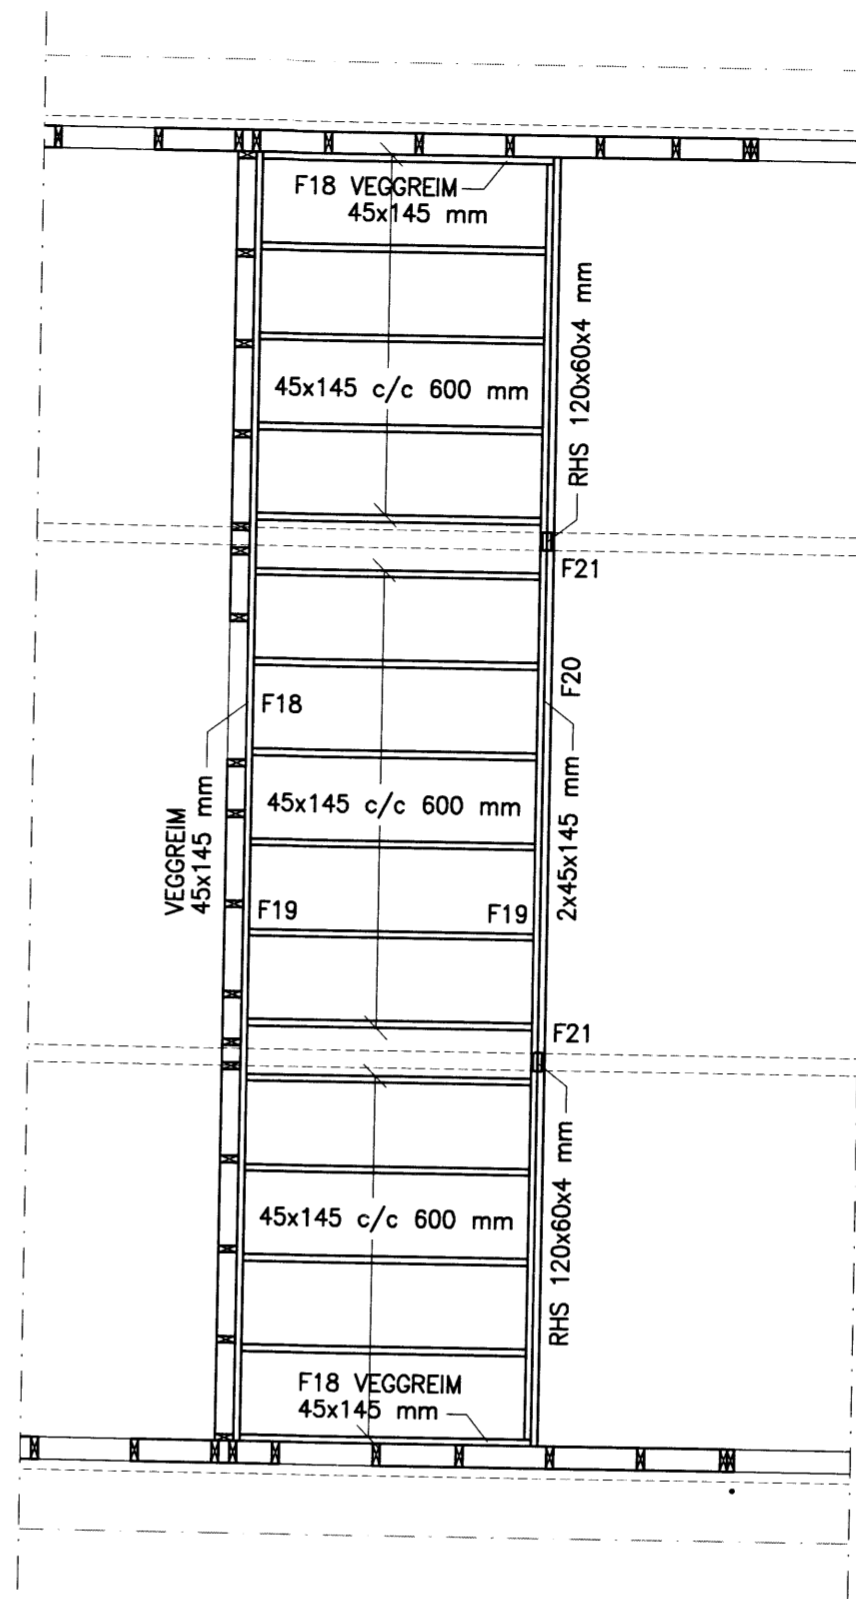 F18 VEGGREIM
45x145 mm
RHS 120x60x4 mm
45x145 c/c 600 mm
F21
F20
F18
2x45x145 mm
VEGGREIM
45x145 mm
45x145 c/c 600 mm
F19
F19
F21
RHS 120x60x4 mm
45x145 c/c 600 mm
F18 VEGGREIM
45x145 mm